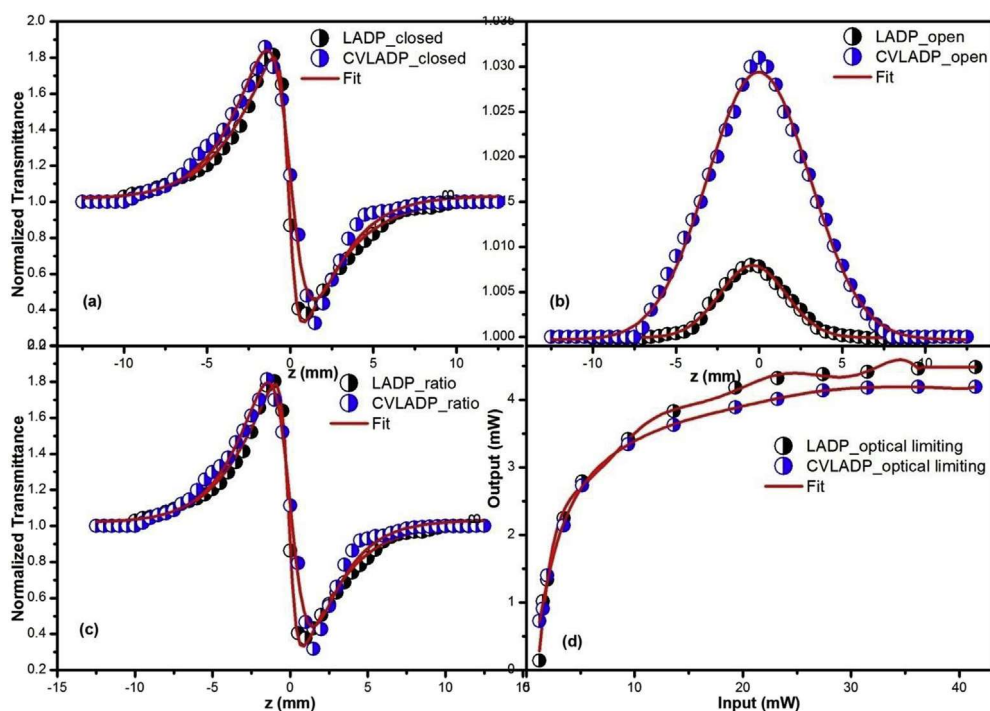 2.0
1.8
1.6
1.4
1.2
1.0
0.8
0.6
0.4
Normalized Transmittance
LADP_closed
CVLADP_closed
Fit
(a)
-10
-5
0
5
10
z (mm)
1.035
1.030
1.025
1.020
1.015
1.010
1.005
1.000
LADP_open
CVLADP_open
Fit
(b)
-10
-5
0
5
10
z (mm)
1.8
1.6
1.4
1.2
1.0
0.8
0.6
0.4
0.2
Normalized Transmittance
LADP_ratio
CVLADP_ratio
Fit
(c)
-15
-10
-5
0
5
10
z (mm)
4
3
2
1
0
Output (mW)
LADP_optical limiting
CVLADP_optical limiting
Fit
(d)
10
20
30
40
Input (mW)